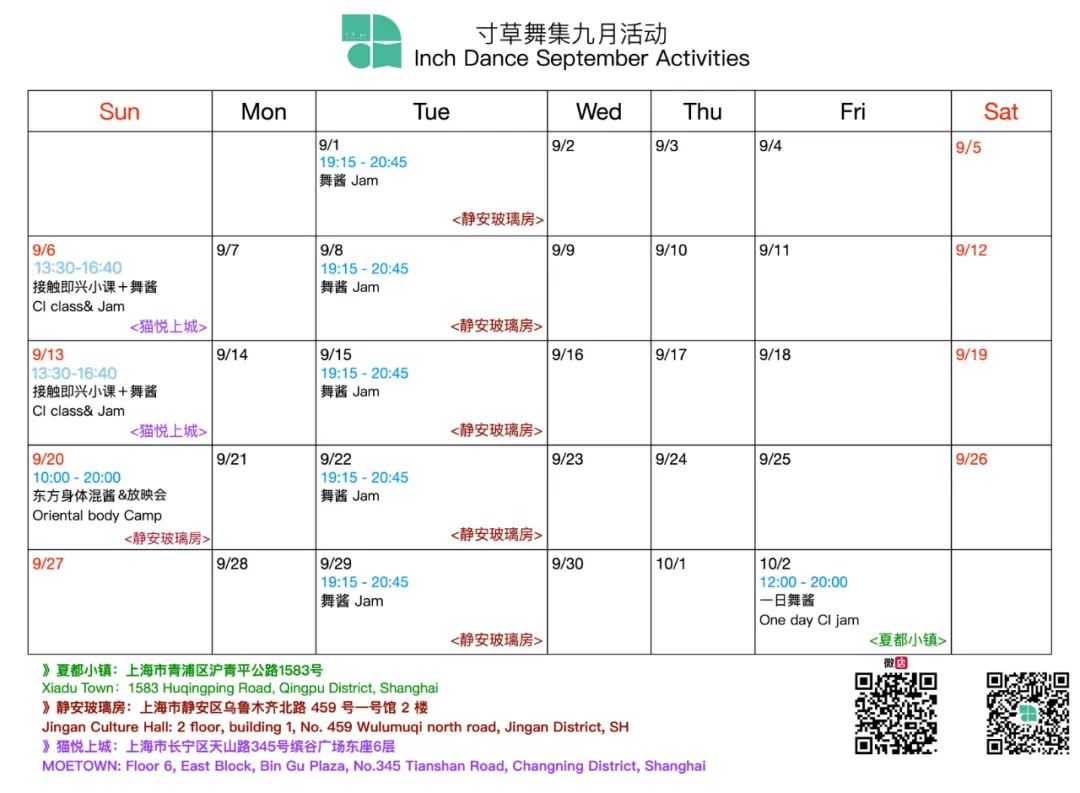 寸草舞集九月活动
Inch Dance September Activities
Sun Mon Tue Wed Thu Fri Sat
9/1
19:15 - 20:45
舞酱 Jam
<静安玻璃房>
9/2
9/3
9/4
9/5
9/6
13:30-16:40
接触即兴小课+舞酱
CI class& Jam
<猫悦上城>
9/7
9/8
19:15 - 20:45
舞酱 Jam
<静安玻璃房>
9/9
9/10
9/11
9/12
9/13
13:30-16:40
接触即兴小课+舞酱
CI class& Jam
<猫悦上城>
9/14
9/15
19:15 - 20:45
舞酱 Jam
<静安玻璃房>
9/16
9/17
9/18
9/19
9/20
10:00 - 20:00
东方身体混酱&放映会
Oriental body Camp
<静安玻璃房>
9/21
9/22
19:15 - 20:45
舞酱 Jam
<静安玻璃房>
9/23
9/24
9/25
9/26
9/27
9/28
9/29
19:15 - 20:45
舞酱 Jam
<静安玻璃房>
9/30
10/1
10/2
12:00 - 20:00
一日舞酱
One day CI jam
<夏都小镇>
》夏都小镇：上海市青浦区沪青平公路1583号
Xiadu Town：1583 Huqingping Road, Qingpu District, Shanghai
》静安玻璃房：上海市静安区乌鲁木齐北路 459 号一号馆 2 楼
Jingan Culture Hall: 2 floor, building 1, No. 459 Wulumuqi north road, Jingan District, SH
》猫悦上城：上海市长宁区天山路345号缤谷广场东座6层
MOETOWN: Floor 6, East Block, Bin Gu Plaza, No.345 Tianshan Road, Changning District, Shanghai
微店